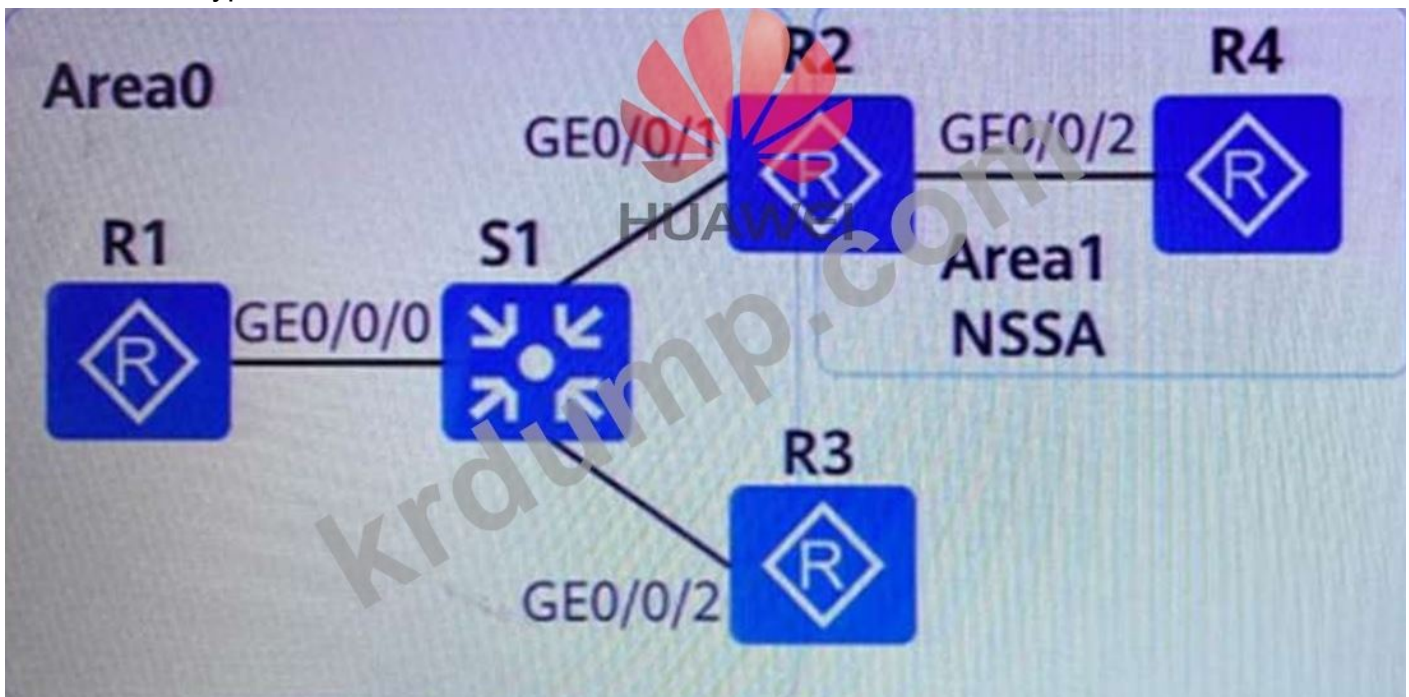 R2
R4
Area0
GE0/0/1
GE0/0/2
HUAWEI
R1
S1
Area1
GE0/0/0
NSSA
R3
GE0/0/2
krdump.com
R
R
R
R